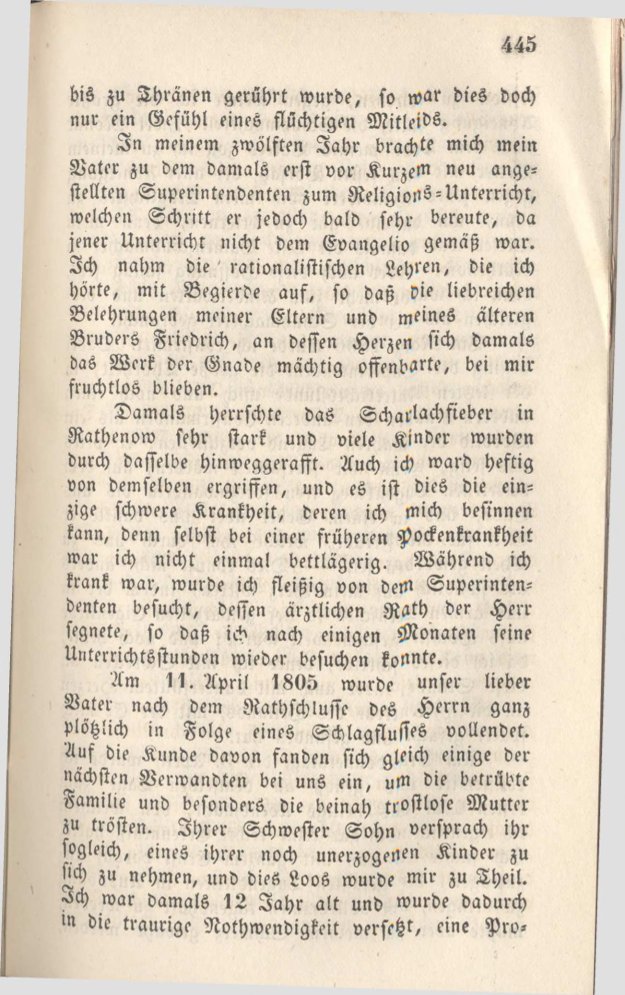 445
bis zu Thränen gerührt wurde, so war dies doch
nur ein Gefühl eines flüchtigen Mitleids.
In meinem zwölften Jahr brachte mich mein
Vater zu dem damals erst vor Kurzem neu ange-
stellten Superintendenten zum Religions-Unterricht,
welchen Schritt er jedoch bald sehr bereute, da
jener Unterricht nicht dem Evangelio gemäß war.
Ich nahm die rationalistischen Lehren, die ich
hörte, mit Begierde auf, so daß die liebreichen
Belehrungen meiner Eltern und meines älteren
Bruders Friedrich, an dessen Herzen sich damals
das Werk der Gnade mächtig offenbarte, bei mir
fruchtlos blieben.
Damals herrschte das Scharlachfieber in
Rathenow sehr stark und viele Kinder wurden
durch dasselbe hinweggerafft. Auch ich ward heftig
von demselben ergriffen, und es ist dies die ein-
zige schwere Krankheit, deren ich mich besinnen
kann, denn selbst bei einer früheren Pockenkrankheit
war ich nicht einmal bettlägerig. Während ich
krank war, wurde ich fleißig von dem Superinten-
denten besucht, dessen ärztlichen Rath der Herr
segnete, so daß ich nach einigen Monaten seine
Unterrichtsstunden wieder besuchen konnte.
Am 11. April 1805 wurde unser lieber
Vater nach dem Rathschlusse des Herrn ganz
plötzlich in Folge eines Schlagflusses vollendet.
Auf die Kunde davon fanden sich gleich einige der
nächsten Verwandten bei uns ein, um die betrübte
Familie und besonders die beinah trostlose Mutter
zu trösten. Ihrer Schwester Sohn versprach ihr
sogleich, eines ihrer noch unerzogenen Kinder zu
sich zu nehmen, und dies Loos wurde mir zu Theil.
Ich war damals 12 Jahr alt und wurde dadurch
in die traurige Nothwendigkeit versetzt, eine Pro-